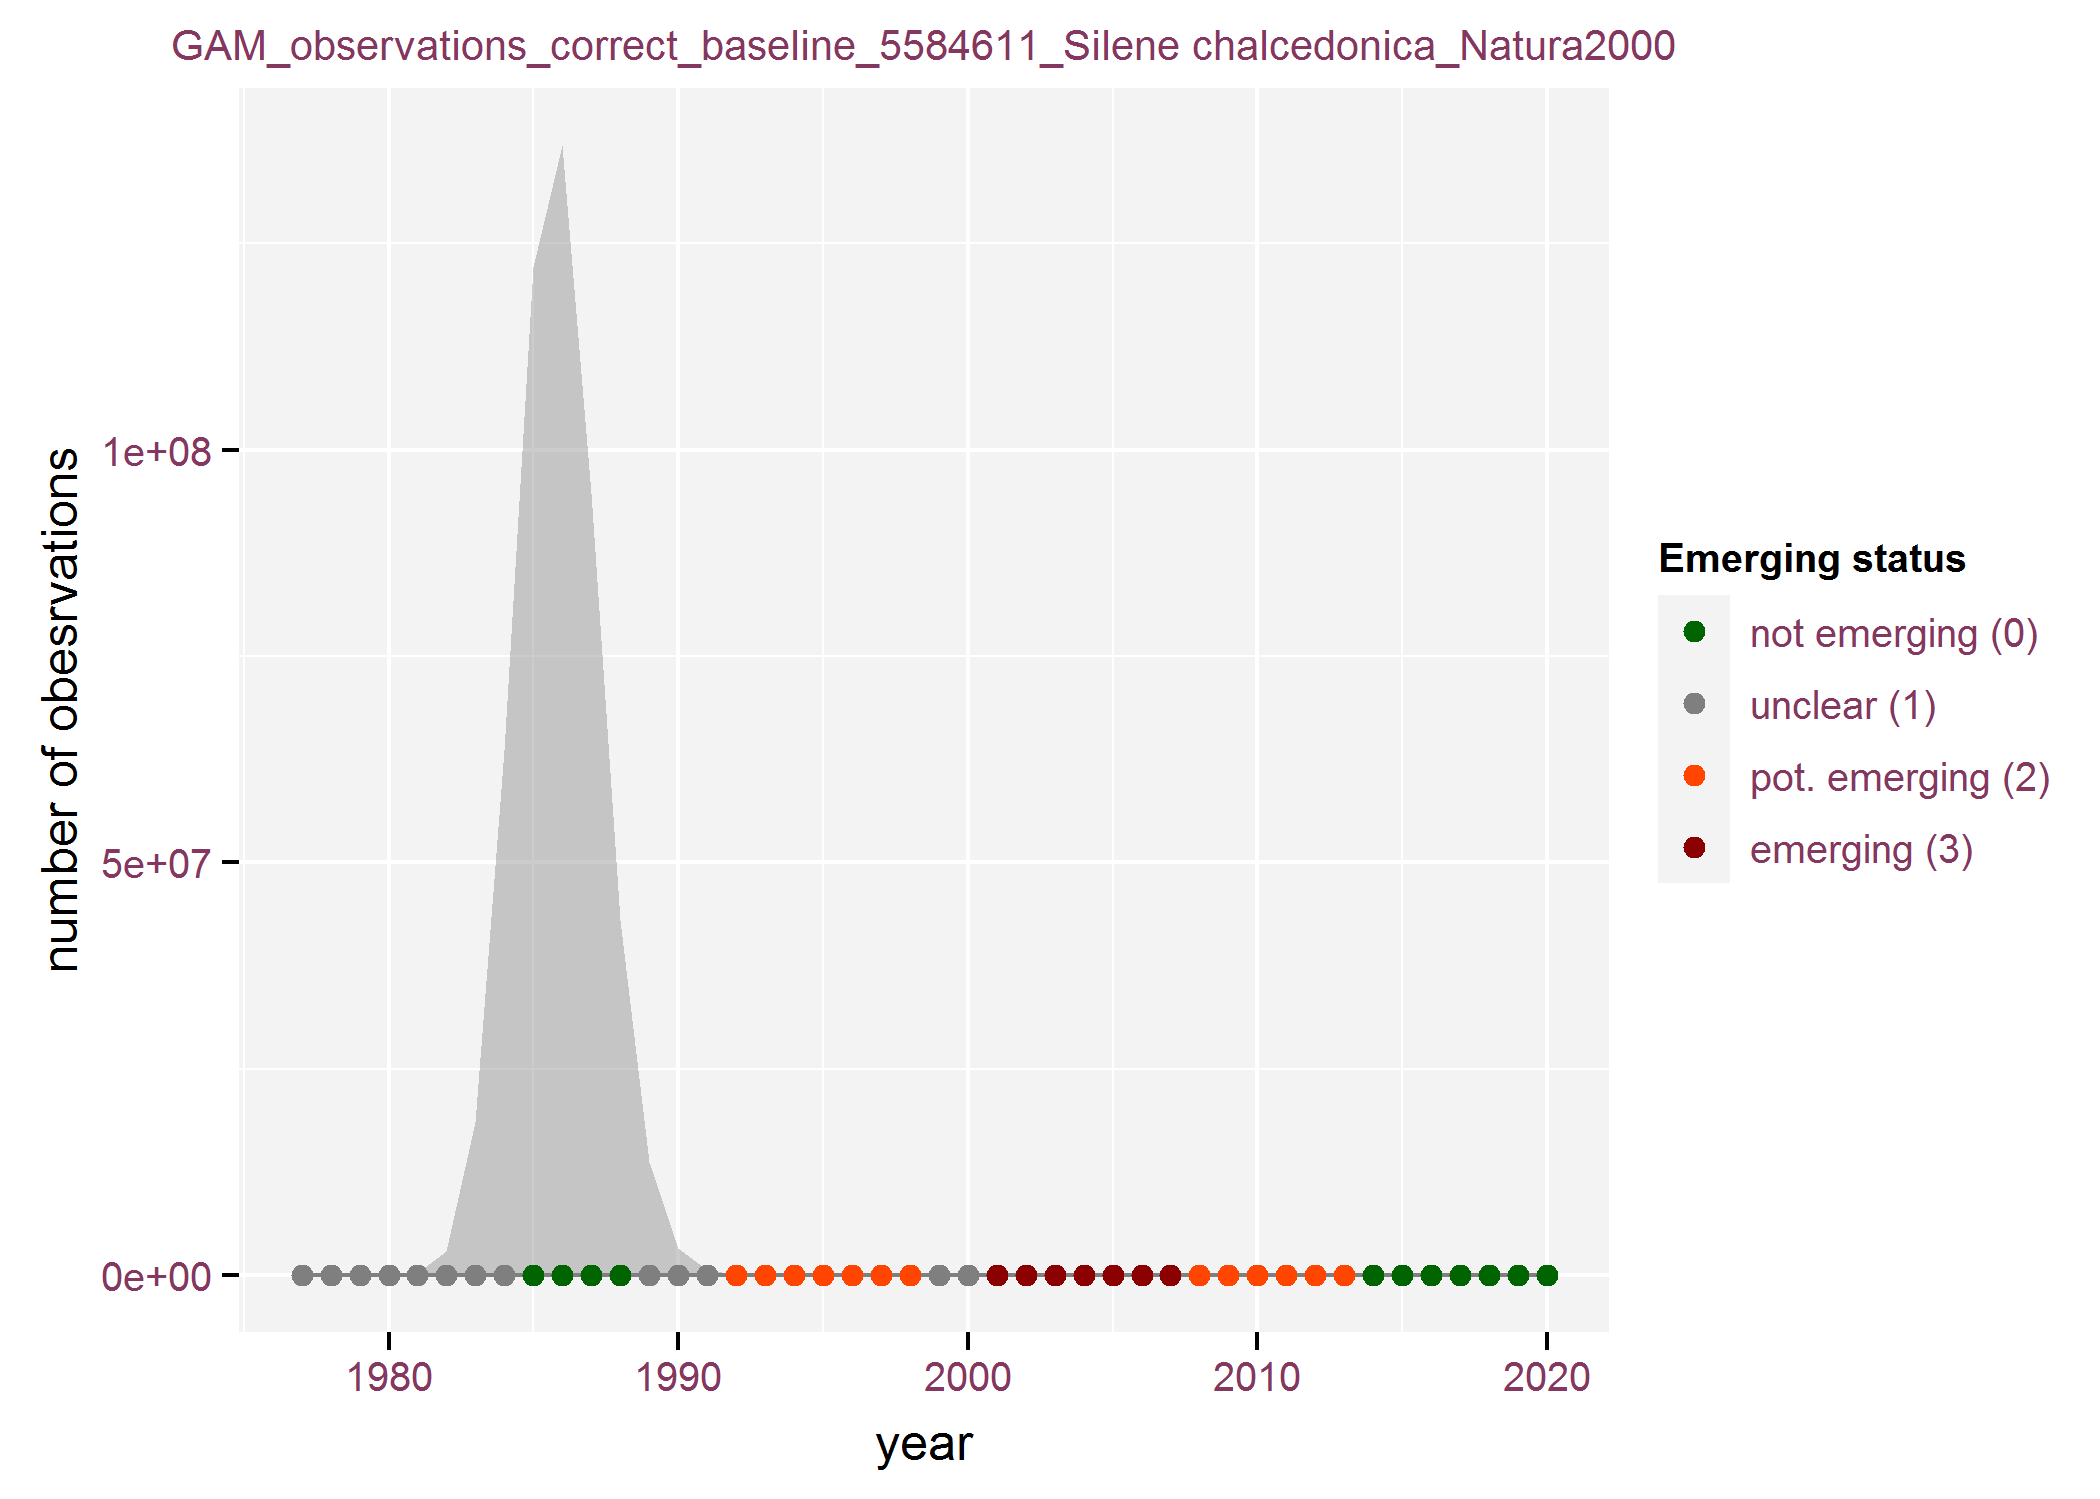 GAM_observations_correct_baseline_5584611_Silene chalcedonica_Natura2000
number of obesrvations
1e+08
5e+07
0e+00
1980 1990 2000 2010 2020
year
Emerging status
not emerging (0)
unclear (1)
pot. emerging (2)
emerging (3)